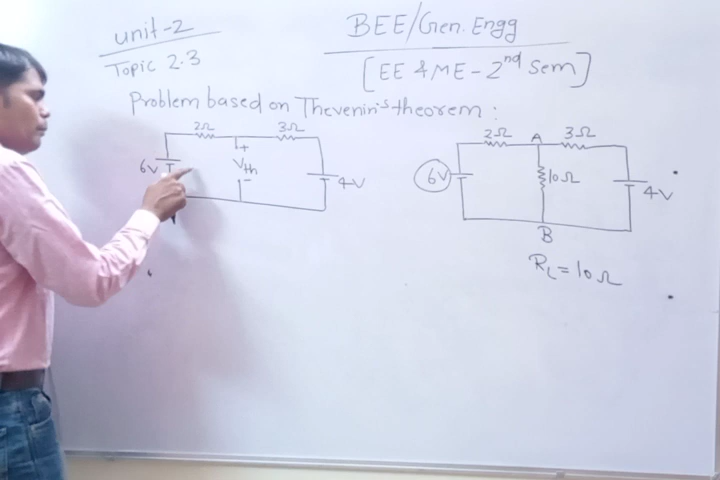 unit-2
Topic 2.3
BEE/Gen. Engg
[EE & ME - 2nd Sem]
Problem based on Thevenin's theorem :
2Ω 3Ω
6V + Vth - 4V
2Ω A 3Ω
6V 10Ω 4V
B
RL = 10Ω